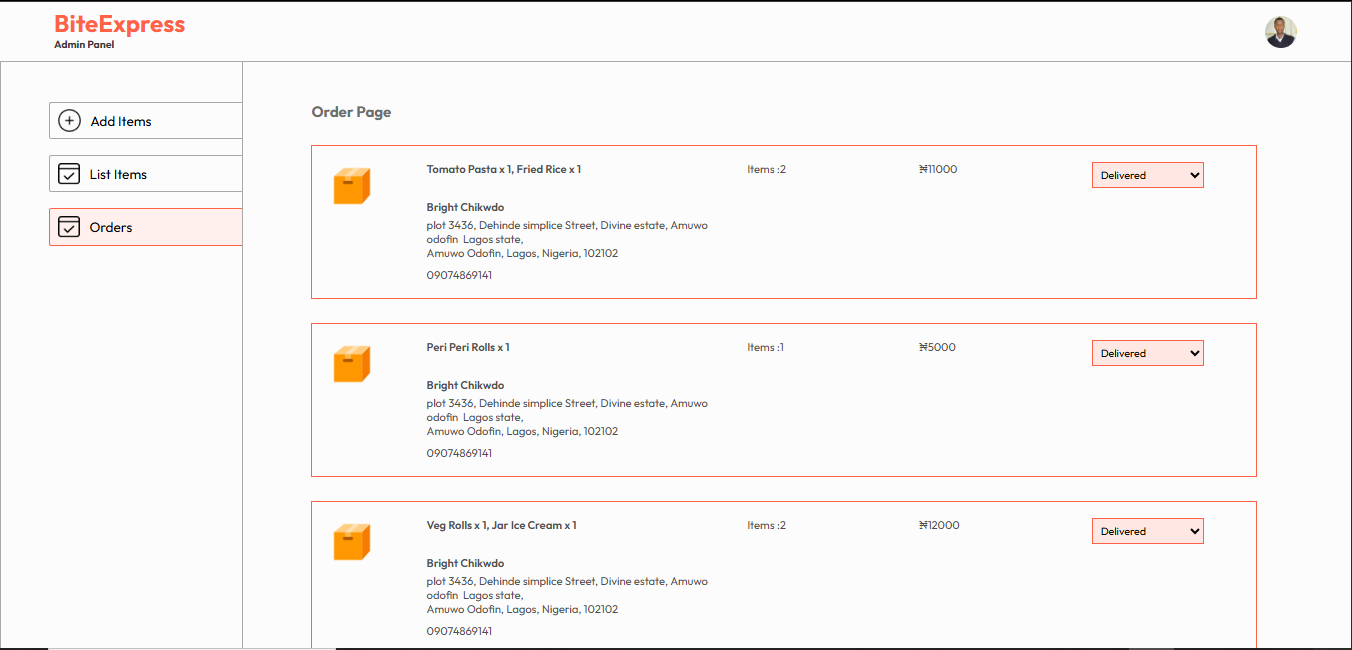 BiteExpress
Admin Panel
Add Items
List Items
Orders
Order Page
Tomato Pasta x 1, Fried Rice x 1
Items :2
₦11000
Delivered
Bright Chikwdo
plot 3436, Dehinde simplice Street, Divine estate, Amuwo
odofin Lagos state,
Amuwo Odofin, Lagos, Nigeria, 102102
09074869141
Peri Peri Rolls x 1
Items :1
₦5000
Delivered
Bright Chikwdo
plot 3436, Dehinde simplice Street, Divine estate, Amuwo
odofin Lagos state,
Amuwo Odofin, Lagos, Nigeria, 102102
09074869141
Veg Rolls x 1, Jar Ice Cream x 1
Items :2
₦12000
Delivered
Bright Chikwdo
plot 3436, Dehinde simplice Street, Divine estate, Amuwo
odofin Lagos state,
Amuwo Odofin, Lagos, Nigeria, 102102
09074869141